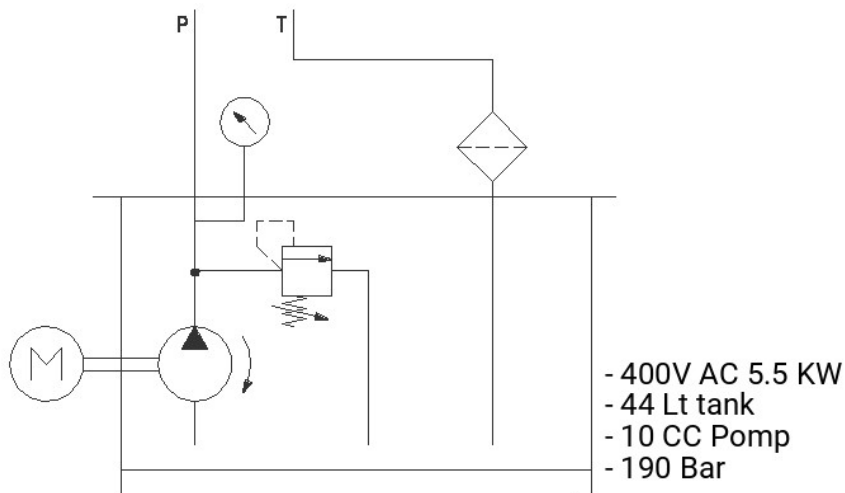 P
T
M
- 400V AC 5.5 KW
- 44 Lt tank
- 10 CC Pomp
- 190 Bar